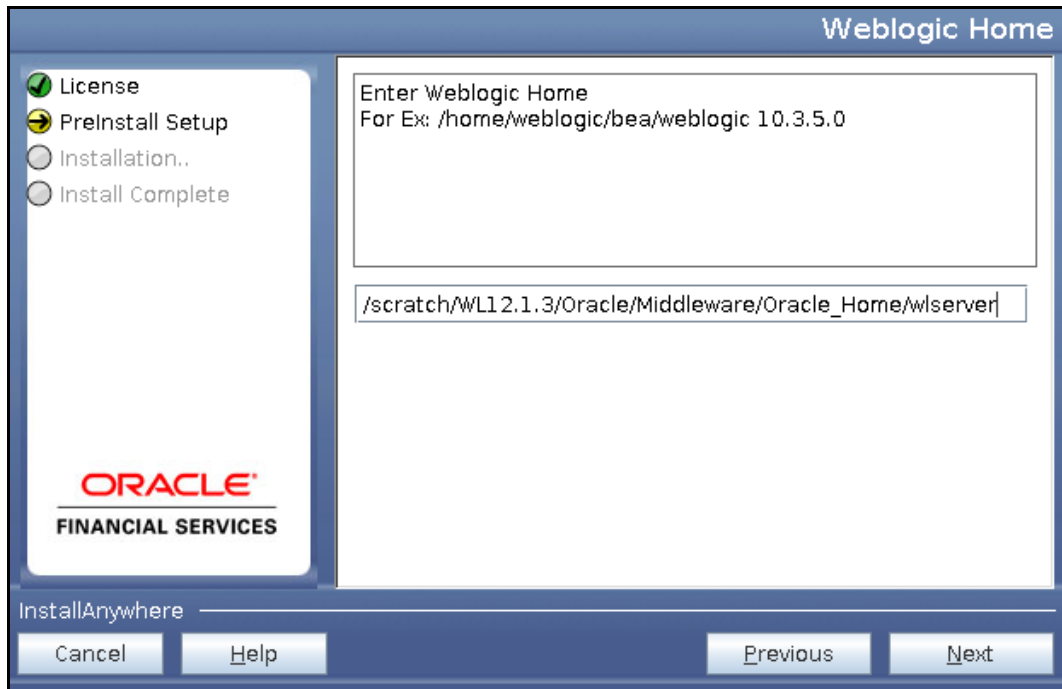 Weblogic Home
License
PreInstall Setup
Installation..
Install Complete
Enter Weblogic Home
For Ex: /home/weblogic/bea/weblogic 10.3.5.0
/scratch/WL12.1.3/Oracle/Middleware/Oracle_Home/wlserver
ORACLE
FINANCIAL SERVICES
InstallAnywhere
Cancel
Help
Previous
Next